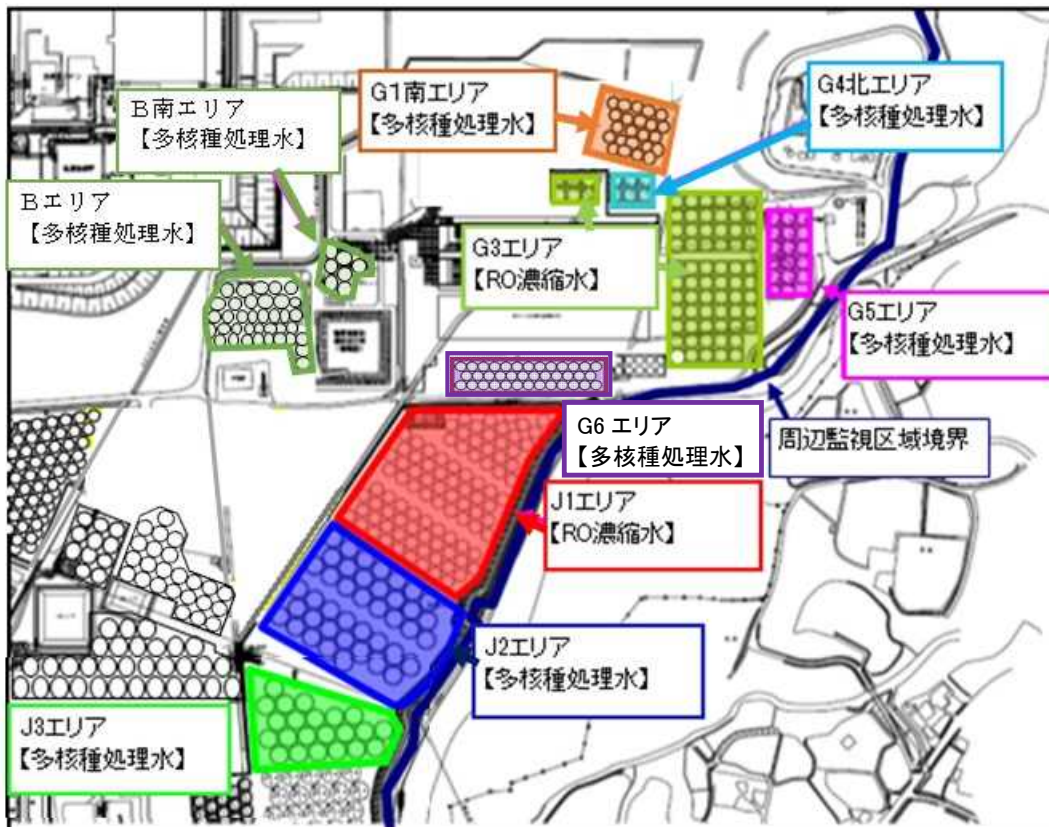 G1南エリア
【多核種処理水】
G4北エリア
【多核種処理水】
B南エリア
【多核種処理水】
Bエリア
【多核種処理水】
G3エリア
【RO濃縮水】
G5エリア
【多核種処理水】
G6エリア
【多核種処理水】
周辺監視区域境界
J1エリア
【RO濃縮水】
J2エリア
【多核種処理水】
J3エリア
【多核種処理水】